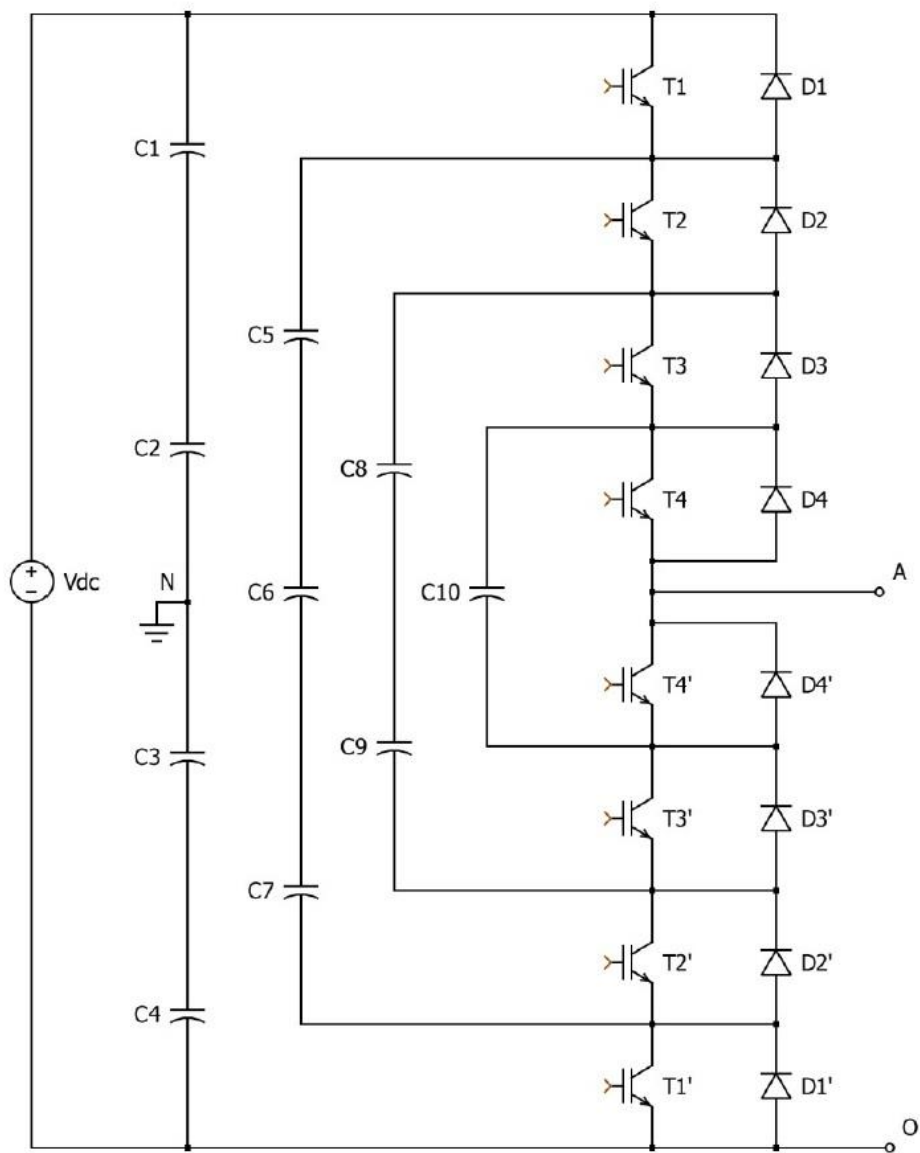 T1 D1
C1
T2 D2
C5
T3 D3
C2
C8
T4 D4
A
+
Vdc N C6 C10
-
T4' D4'
C9
C3
T3' D3'
C7
T2' D2'
C4
T1' D1'
O